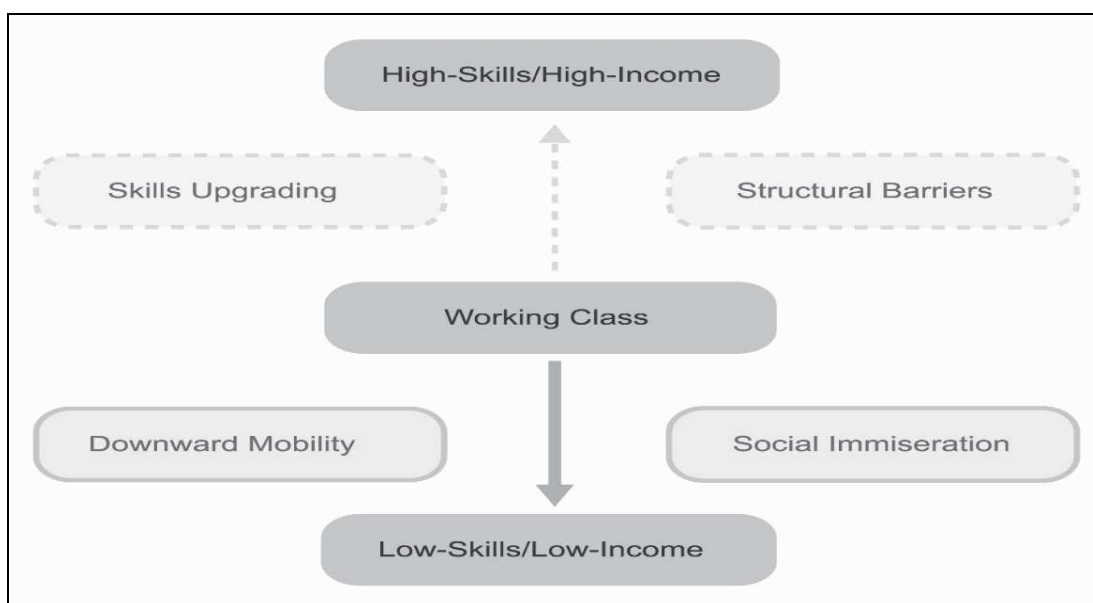 High-Skills/High-Income
Skills Upgrading
Structural Barriers
Working Class
Downward Mobility
Social Immiseration
Low-Skills/Low-Income